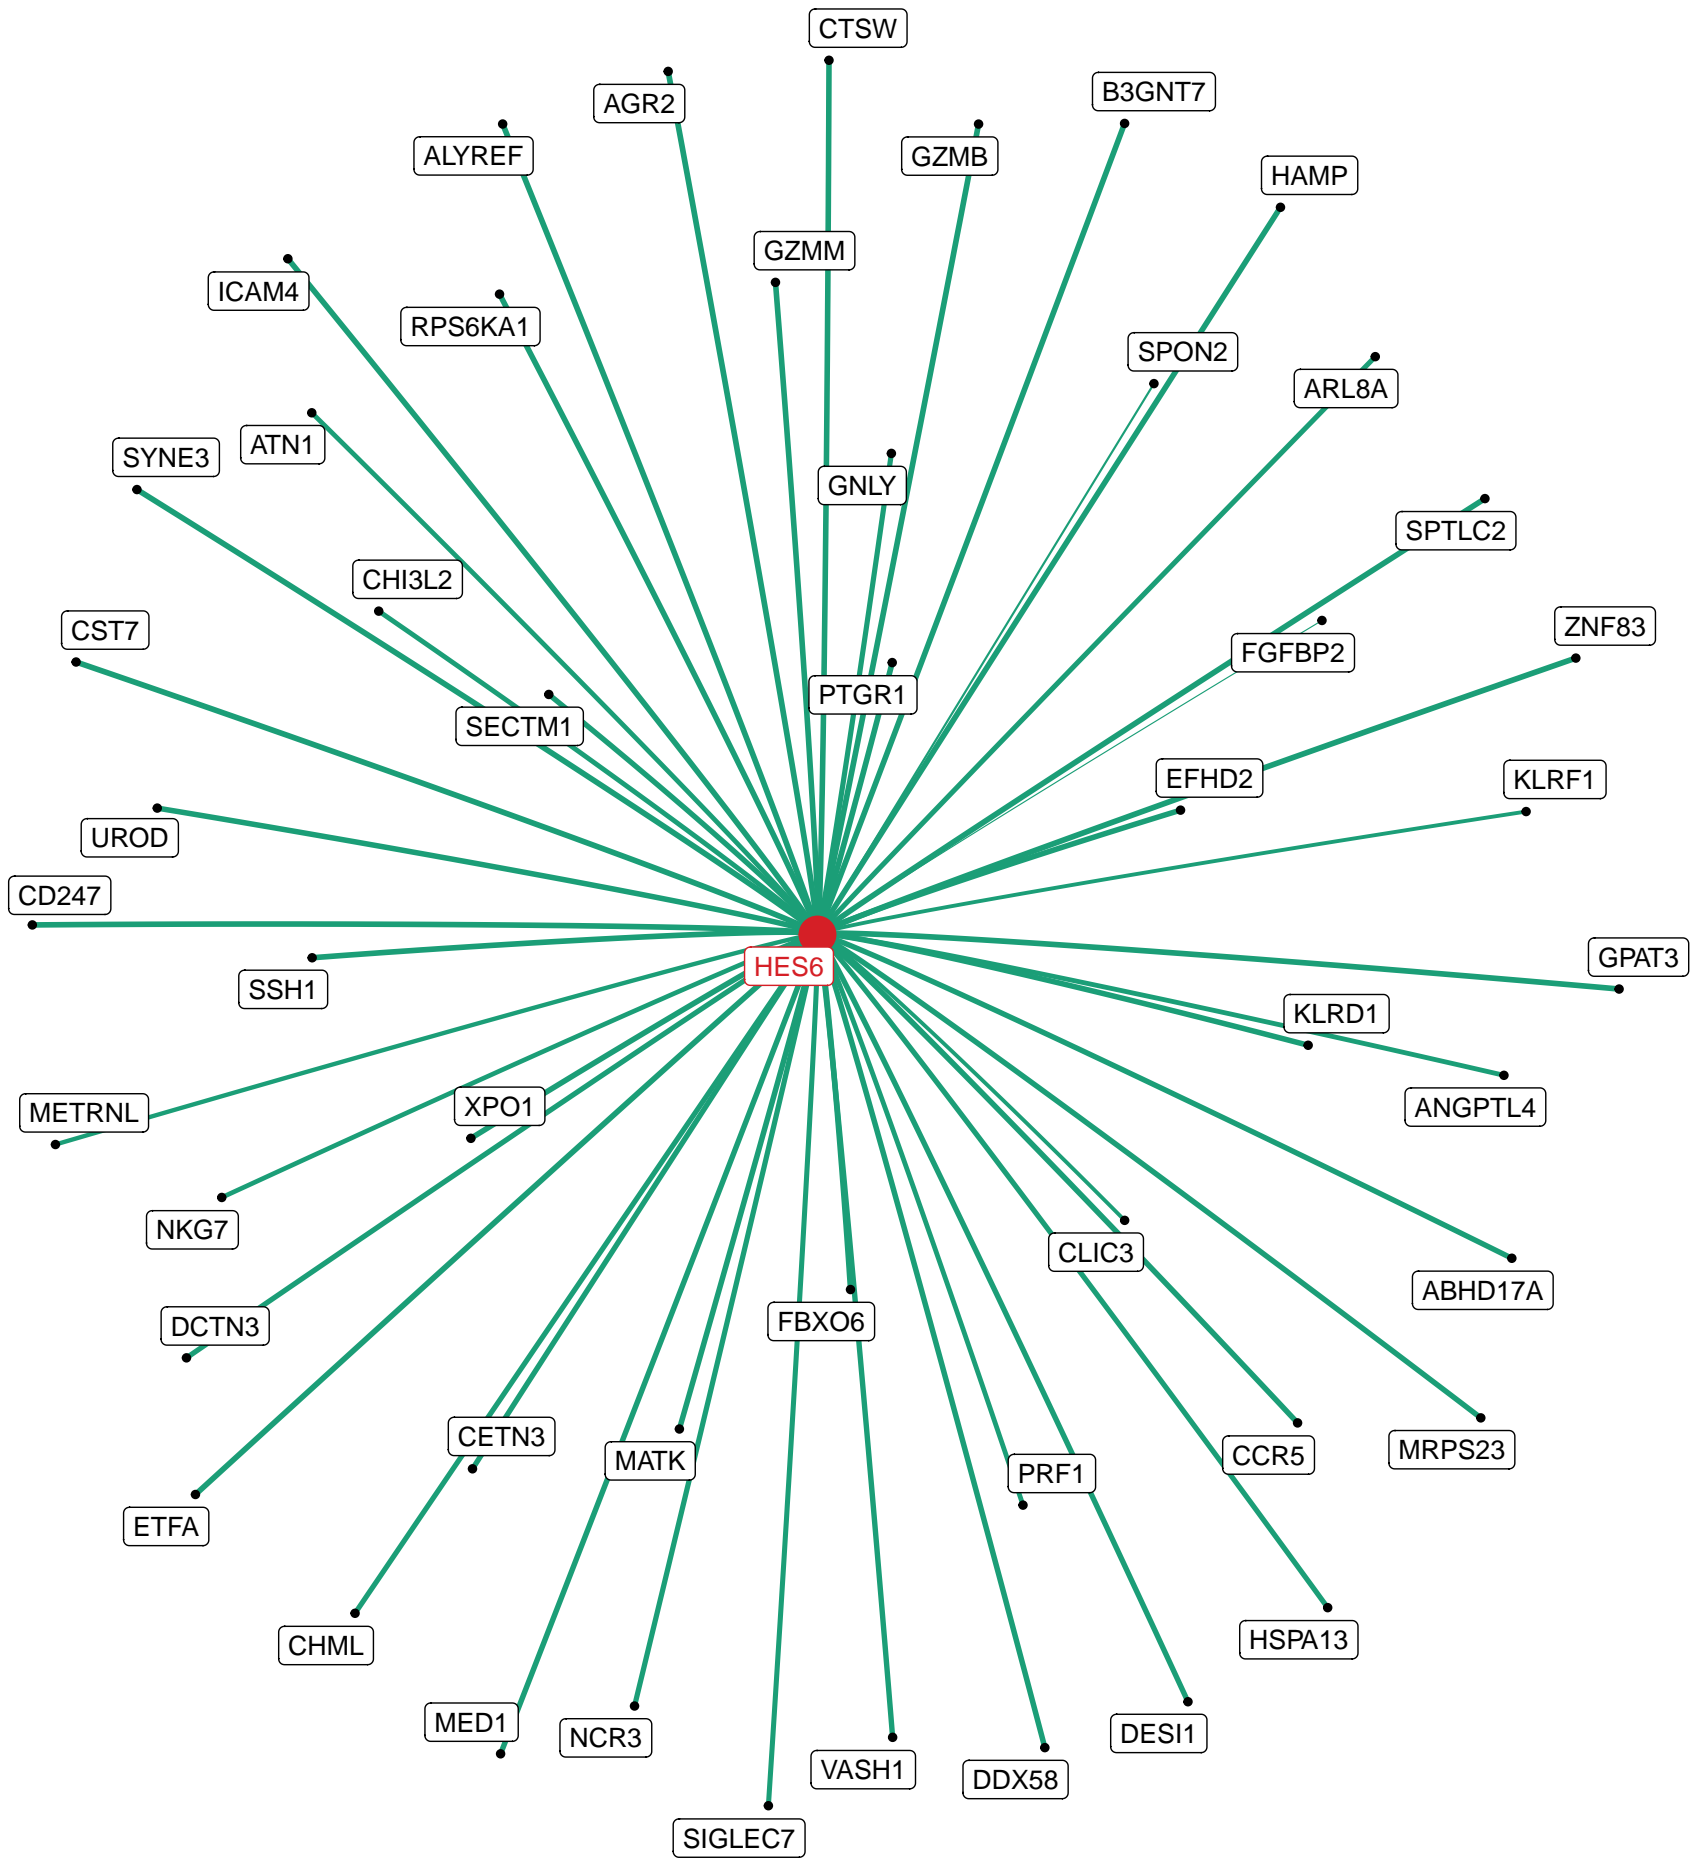 CTSW
B3GNT7
AGR2
ALYREF
GZMB
HAMP
GZMM
ICAM4
RPS6KA1
SPON2
ARL8A
ATN1
SYNE3
GNLY
SPTLC2
CHI3L2
CST7
ZNF83
FGFBP2
PTGR1
SECTM1
EFHD2
KLRF1
UROD
CD247
GPAT3
HES6
SSH1
KLRD1
METRNL
XPO1
ANGPTL4
NKG7
CLIC3
ABHD17A
DCTN3
FBXO6
CETN3
MRPS23
CCR5
MATK
PRF1
ETFA
HSPA13
CHML
MED1
DESI1
NCR3
VASH1
DDX58
SIGLEC7